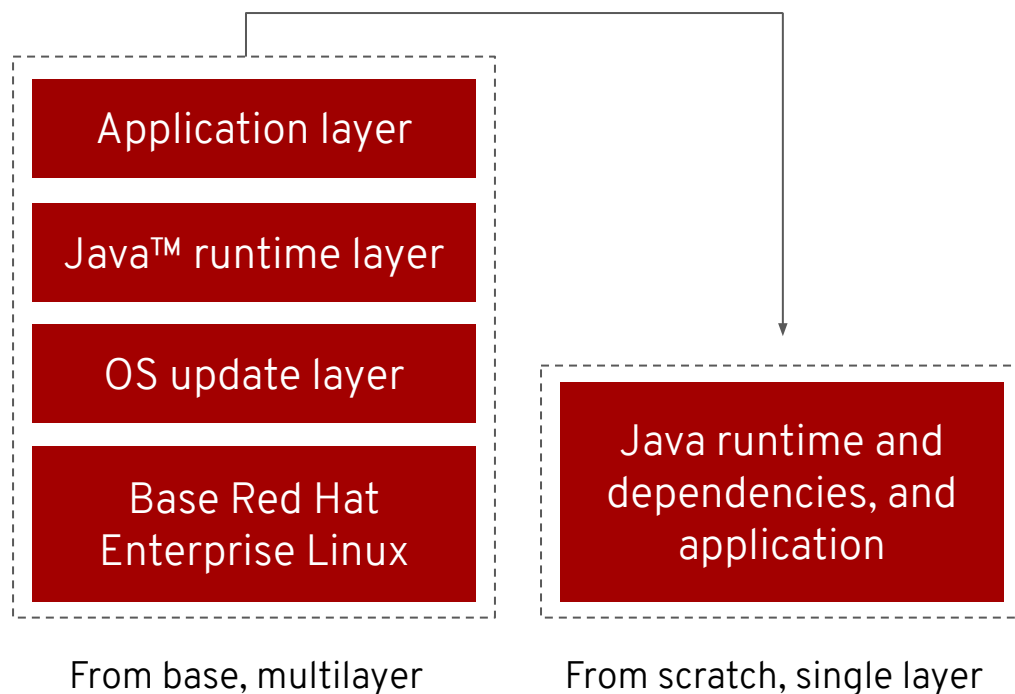 Application layer
Java™ runtime layer
OS update layer
Base Red Hat
Enterprise Linux
From base, multilayer
Java runtime and
dependencies, and
application
From scratch, single layer